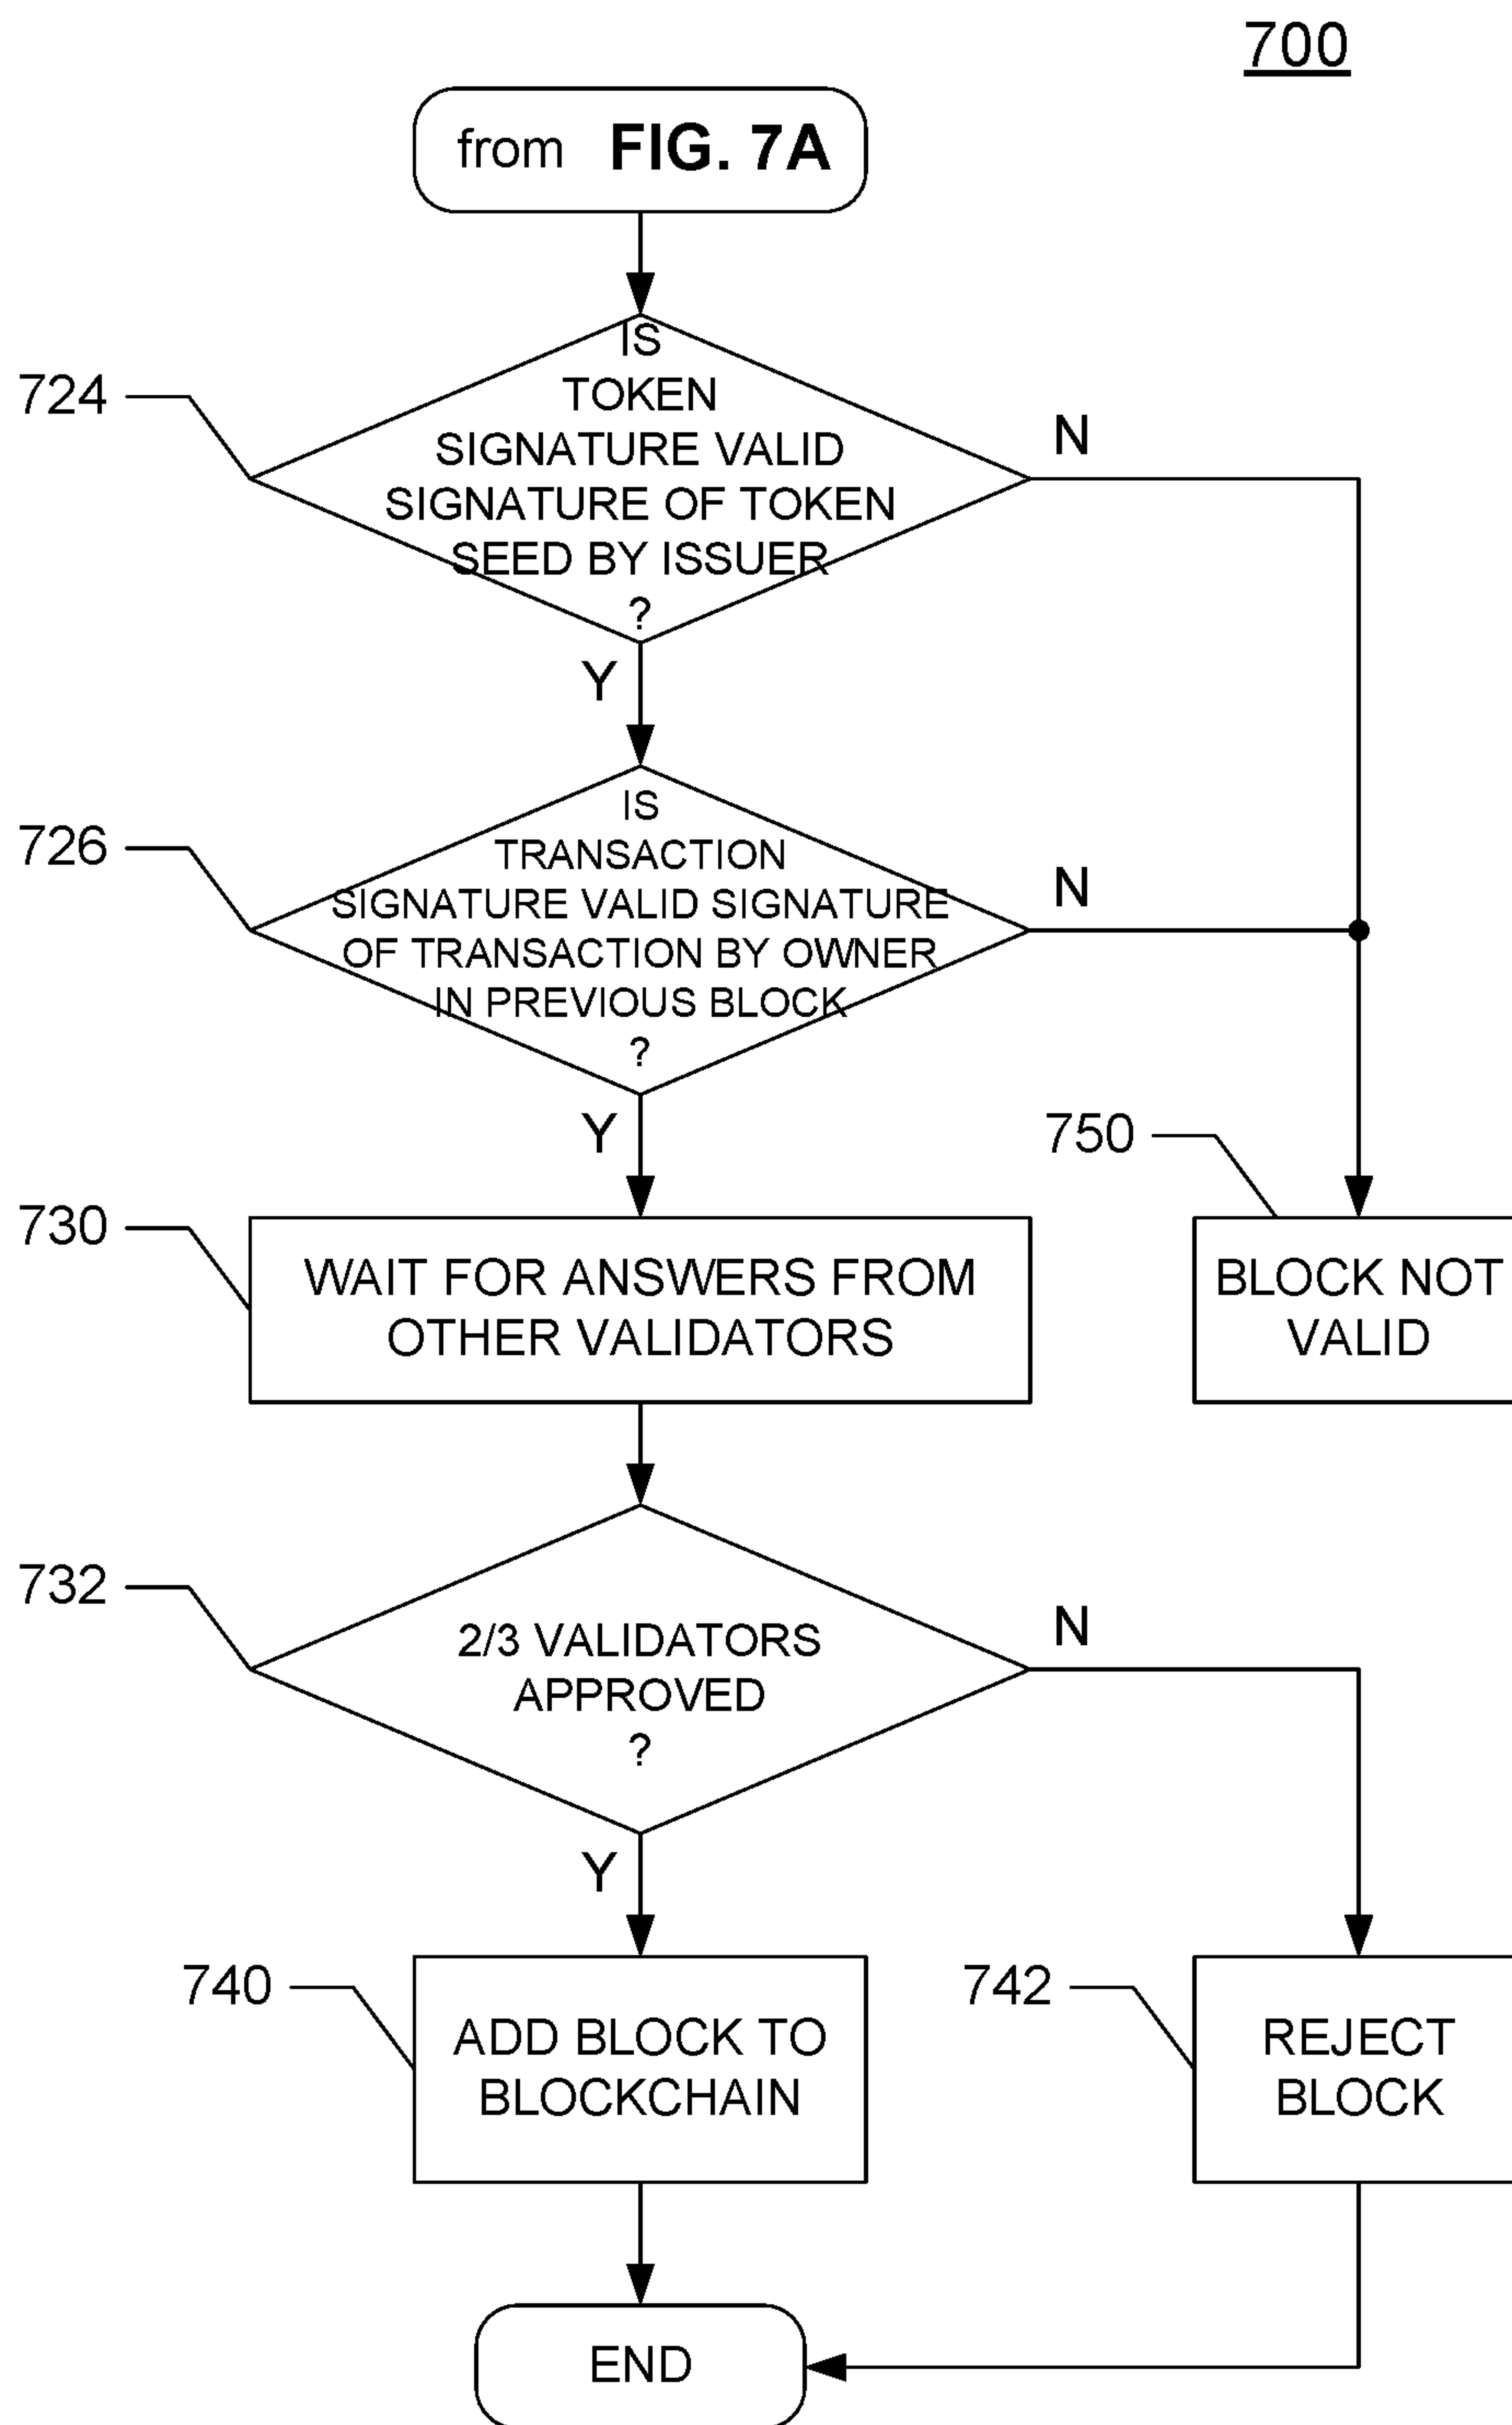 700
from FIG. 7A
724
IS
TOKEN
SIGNATURE VALID
SIGNATURE OF TOKEN
SEED BY ISSUER
?
N
Y
726
IS
TRANSACTION
SIGNATURE VALID SIGNATURE
OF TRANSACTION BY OWNER
IN PREVIOUS BLOCK
?
N
Y
750
730
WAIT FOR ANSWERS FROM
OTHER VALIDATORS
BLOCK NOT
VALID
732
2/3 VALIDATORS
APPROVED
?
N
Y
740
ADD BLOCK TO
BLOCKCHAIN
742
REJECT
BLOCK
END